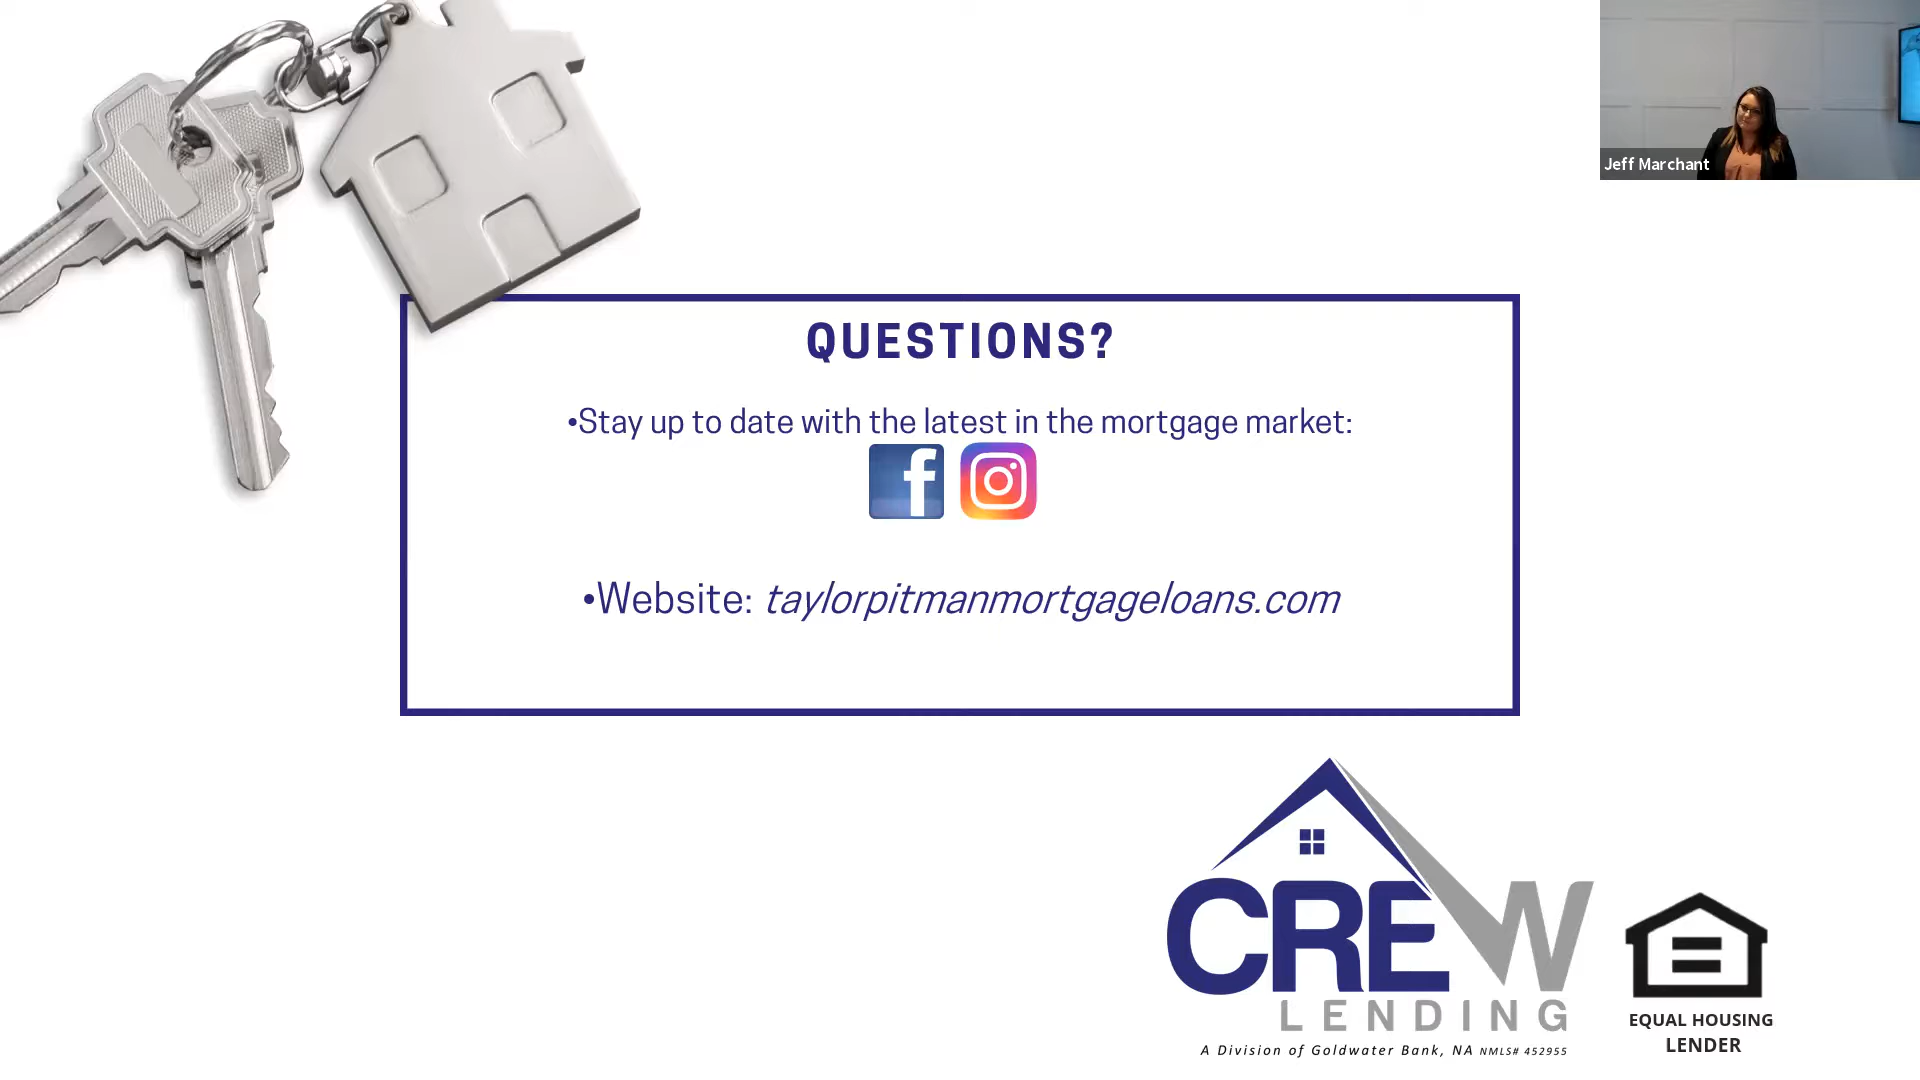 Jeff Marchant
QUESTIONS?
•Stay up to date with the latest in the mortgage market:
f
•Website: taylorpitmanmortgageloans.com
CREW
LENDING
A Division of Goldwater Bank, NA NMLS# 452955
EQUAL HOUSING
LENDER